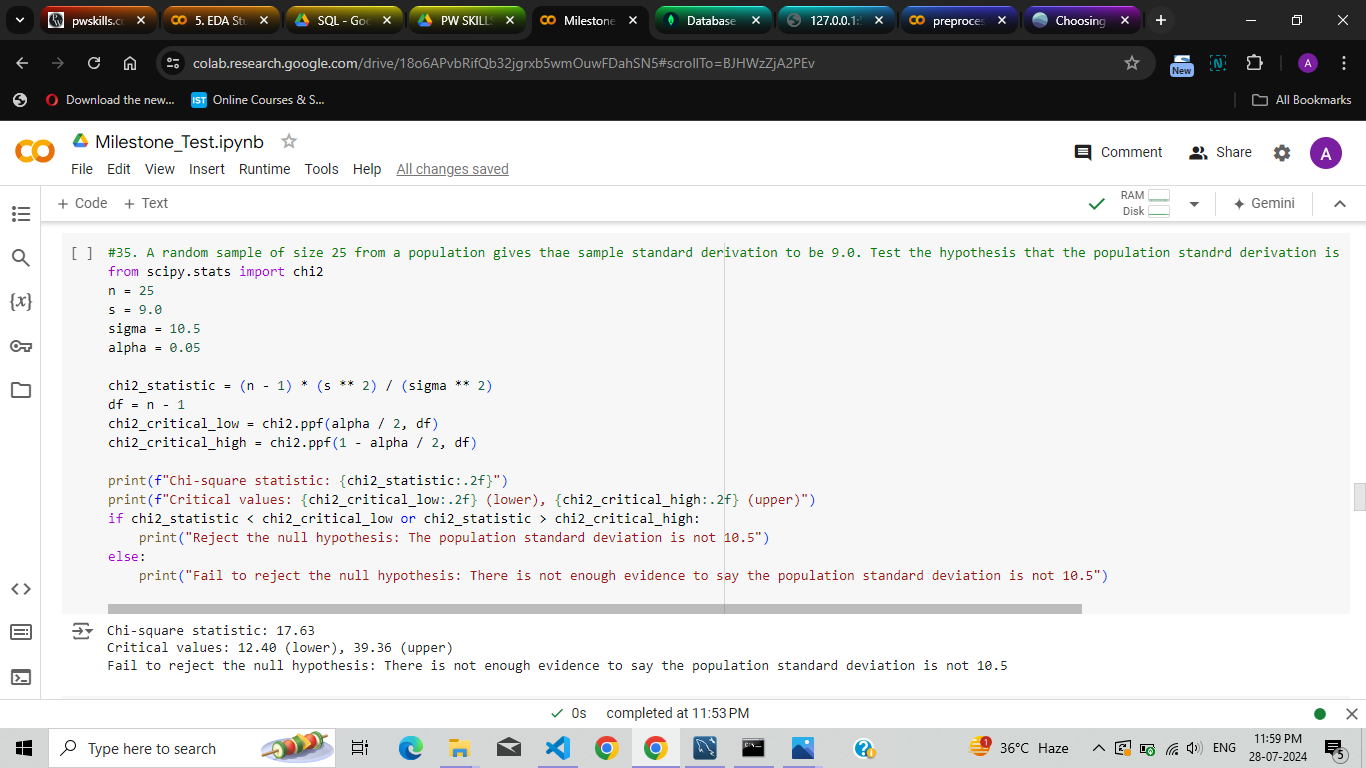 pwskills.c
5. EDA St
SQL - Goo
PW SKILL
Milestone
Database
127.0.0.1:
preproces
Choosing
colab.research.google.com/drive/18o6APvbRifQb32jgrxb5wmOuwFDahSN5#scrollTo=BJHWzZjA2PEv
New
N
A
Download the new...
IST
Online Courses & S...
All Bookmarks
Milestone_Test.ipynb
Comment
Share
A
File Edit View Insert Runtime Tools Help All changes saved
+ Code + Text
RAM
Disk
Gemini
[ ] #35. A random sample of size 25 from a population gives thae sample standard derivation to be 9.0. Test the hypothesis that the population standrd derivation is
from scipy.stats import chi2
n = 25
s = 9.0
sigma = 10.5
alpha = 0.05
chi2_statistic = (n - 1) * (s ** 2) / (sigma ** 2)
df = n - 1
chi2_critical_low = chi2.ppf(alpha / 2, df)
chi2_critical_high = chi2.ppf(1 - alpha / 2, df)
print(f"Chi-square statistic: {chi2_statistic:.2f}")
print(f"Critical values: {chi2_critical_low:.2f} (lower), {chi2_critical_high:.2f} (upper)")
if chi2_statistic < chi2_critical_low or chi2_statistic > chi2_critical_high:
    print("Reject the null hypothesis: The population standard deviation is not 10.5")
else:
    print("Fail to reject the null hypothesis: There is not enough evidence to say the population standard deviation is not 10.5")
Chi-square statistic: 17.63
Critical values: 12.40 (lower), 39.36 (upper)
Fail to reject the null hypothesis: There is not enough evidence to say the population standard deviation is not 10.5
{x}
0s completed at 11:53 PM
Type here to search
1
36°C Haze
ENG
11:59 PM
28-07-2024
5